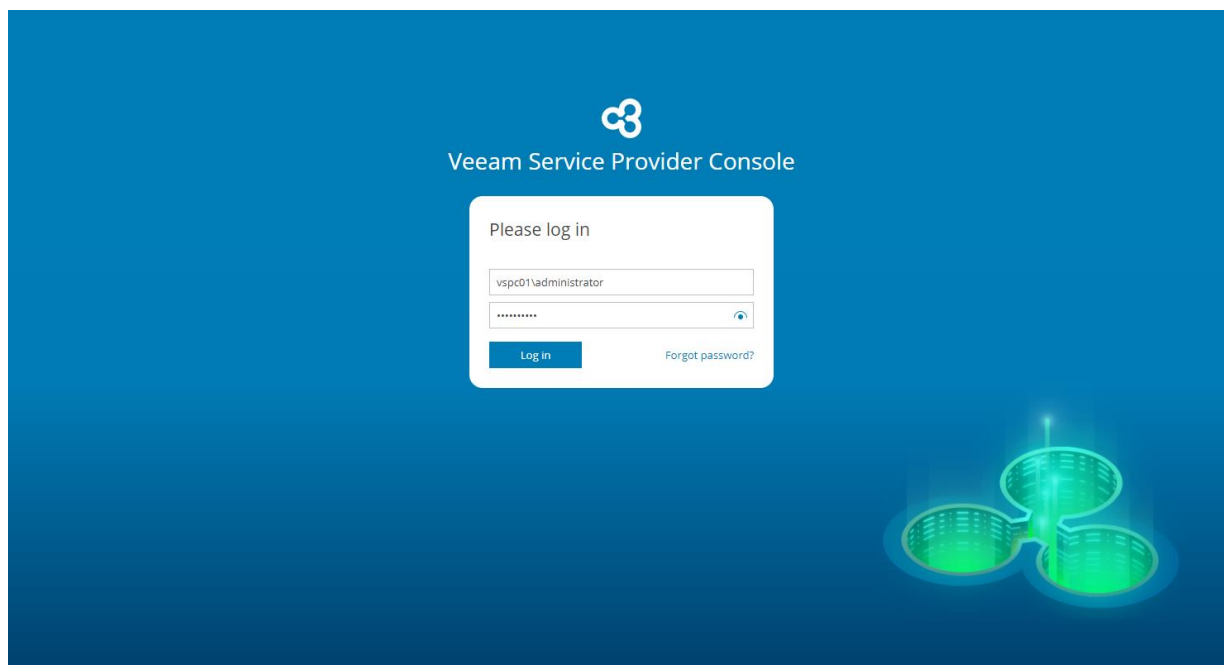 Veeam Service Provider Console
Please log in
vspc01\administrator
••••••••••
Log in
Forgot password?